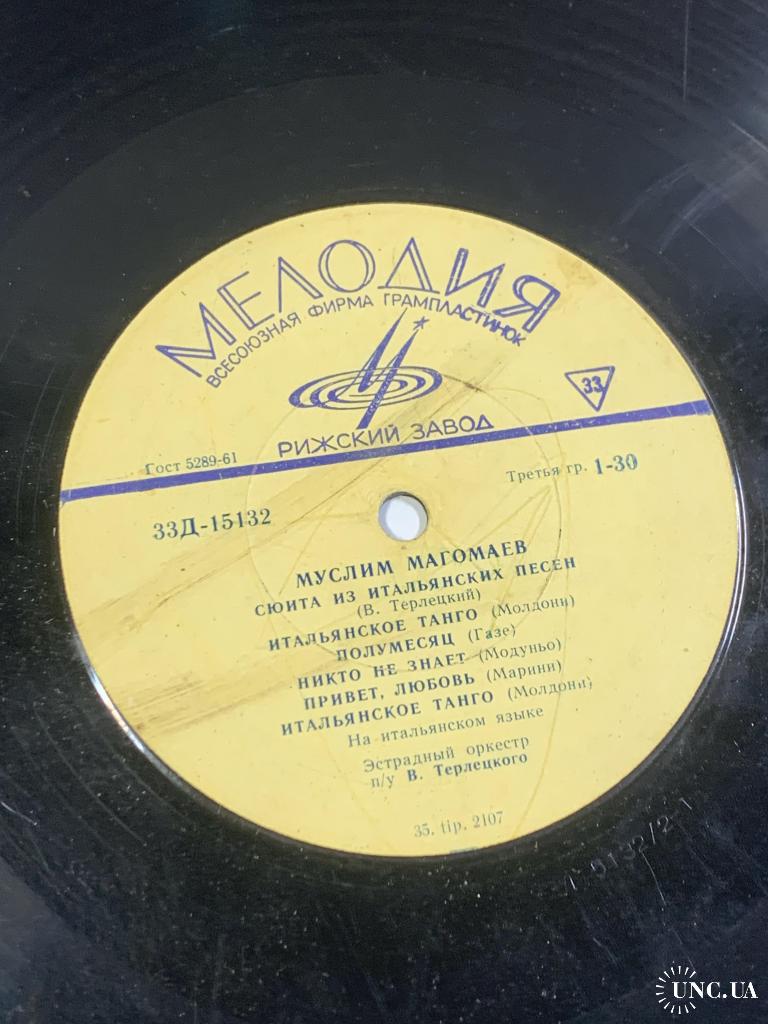 МЕЛОДИЯ
ВСЕСОЮЗНАЯ ФИРМА ГРАМПЛАСТИНОК
33
РИЖСКИЙ ЗАВОД
Гост 5289-61
Третья гр. 1-30
33Д-15132
МУСЛИМ МАГОМАЕВ
СЮИТА ИЗ ИТАЛЬЯНСКИХ ПЕСЕН
(В. Терлецкий)
ИТАЛЬЯНСКОЕ ТАНГО (Молдони)
ПОЛУМЕСЯЦ (Газе)
НИКТО НЕ ЗНАЕТ (Модуньо)
ПРИВЕТ, ЛЮБОВЬ (Марини)
ИТАЛЬЯНСКОЕ ТАНГО (Молдони)
На итальянском языке
Эстрадный оркестр
п/у В. Терлецкого
35. tip. 2107
UNC.UA